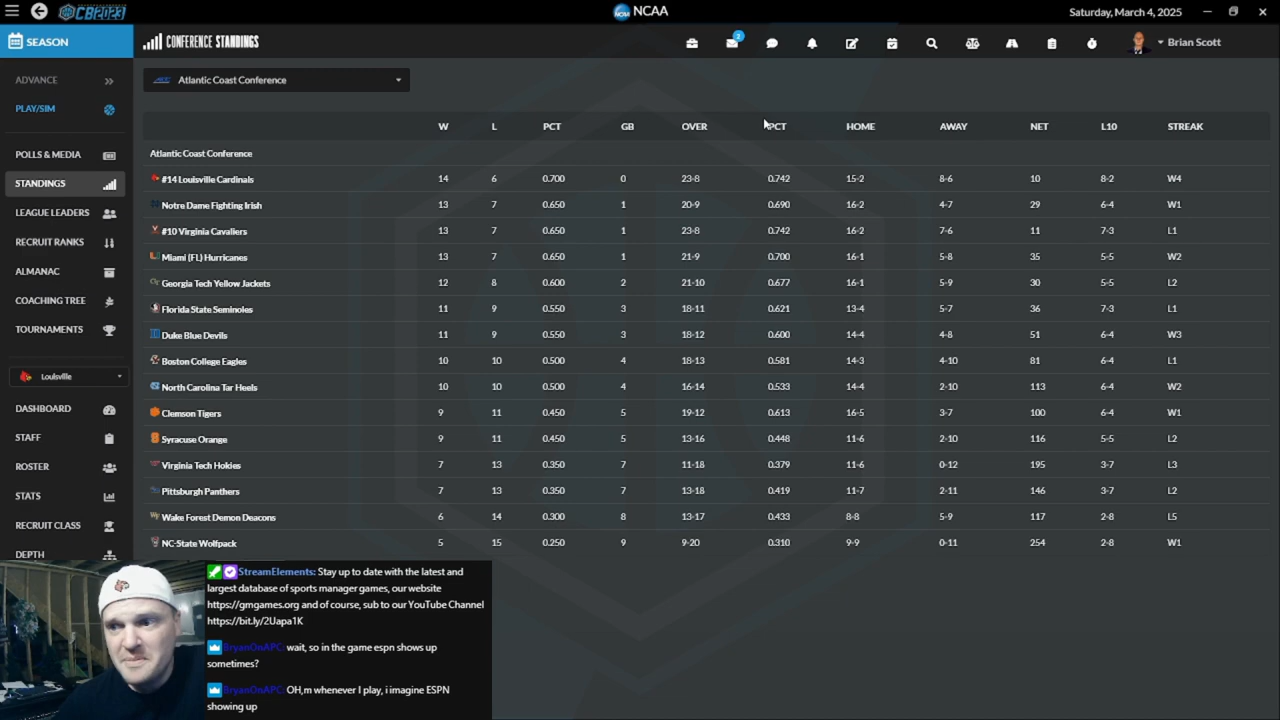 CB2023
NCAA
Saturday, March 4, 2025
SEASON
CONFERENCE STANDINGS
2
Brian Scott
ADVANCE
PLAY/SIM
POLLS & MEDIA
STANDINGS
LEAGUE LEADERS
RECRUIT RANKS
ALMANAC
COACHING TREE
TOURNAMENTS
Louisville
DASHBOARD
STAFF
ROSTER
STATS
RECRUIT CLASS
DEPTH
Atlantic Coast Conference
W L PCT GB OVER PCT HOME AWAY NET L10 STREAK
Atlantic Coast Conference
#14 Louisville Cardinals 14 6 0.700 0 23-8 0.742 15-2 8-6 10 8-2 W4
Notre Dame Fighting Irish 13 7 0.650 1 20-9 0.690 16-2 4-7 29 6-4 W1
#10 Virginia Cavaliers 13 7 0.650 1 23-8 0.742 16-2 7-6 11 7-3 L1
Miami (FL) Hurricanes 13 7 0.650 1 21-9 0.700 16-1 5-8 35 5-5 W2
Georgia Tech Yellow Jackets 12 8 0.600 2 21-10 0.677 16-1 5-9 30 5-5 L2
Florida State Seminoles 11 9 0.550 3 18-11 0.621 13-4 5-7 36 7-3 L1
Duke Blue Devils 11 9 0.550 3 18-12 0.600 14-4 4-8 51 6-4 W3
Boston College Eagles 10 10 0.500 4 18-13 0.581 14-3 4-10 81 6-4 L1
North Carolina Tar Heels 10 10 0.500 4 16-14 0.533 14-4 2-10 113 6-4 W2
Clemson Tigers 9 11 0.450 5 19-12 0.613 16-5 3-7 100 6-4 W1
Syracuse Orange 9 11 0.450 5 13-16 0.448 11-6 2-10 116 5-5 L2
Virginia Tech Hokies 7 13 0.350 7 11-18 0.379 11-6 0-12 195 3-7 L3
Pittsburgh Panthers 7 13 0.350 7 13-18 0.419 11-7 2-11 146 3-7 L2
Wake Forest Demon Deacons 6 14 0.300 8 13-17 0.433 8-8 5-9 117 2-8 L5
NC State Wolfpack 5 15 0.250 9 9-20 0.310 9-9 0-11 254 2-8 W1
StreamElements: Stay up to date with the latest and
largest database of sports manager games, our website
https://gmgames.org and of course, sub to our YouTube Channel
https://bit.ly/2Uapa1K
BryanOnAPC: wait, so in the game espn shows up
sometimes?
BryanOnAPC: OH,m whenever I play, i imagine ESPN
showing up